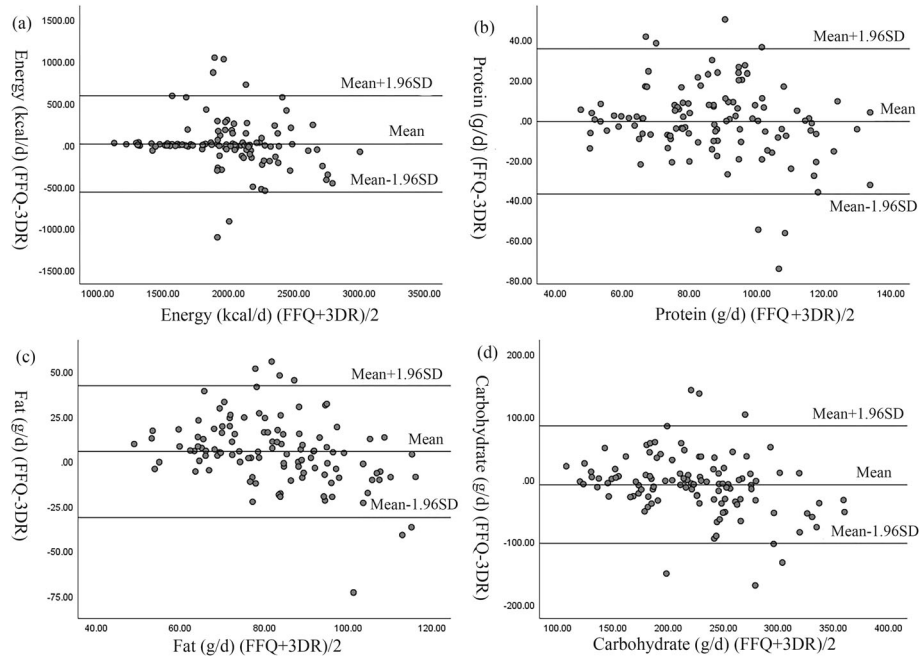 (a)
1500.00
1000.00
500.00
.00
-500.00
-1000.00
-1500.00
Energy (kcal/d) (FFQ-3DR)
Mean+1.96SD
Mean
Mean-1.96SD
1000.00 1500.00 2000.00 2500.00 3000.00 3500.00
Energy (kcal/d) (FFQ+3DR)/2
(b)
40.00
20.00
.00
-20.00
-40.00
-60.00
-80.00
Protein (g/d) (FFQ-3DR)
Mean+1.96SD
Mean
Mean-1.96SD
40.00 60.00 80.00 100.00 120.00 140.00
Protein (g/d) (FFQ+3DR)/2
(c)
50.00
25.00
.00
-25.00
-50.00
-75.00
Fat (g/d) (FFQ-3DR)
Mean+1.96SD
Mean
Mean-1.96SD
40.00 60.00 80.00 100.00 120.00
Fat (g/d) (FFQ+3DR)/2
(d)
200.00
100.00
.00
-100.00
-200.00
Carbohydrate (g/d) (FFQ-3DR)
Mean+1.96SD
Mean
Mean-1.96SD
100.00 150.00 200.00 250.00 300.00 350.00 400.00
Carbohydrate (g/d) (FFQ+3DR)/2